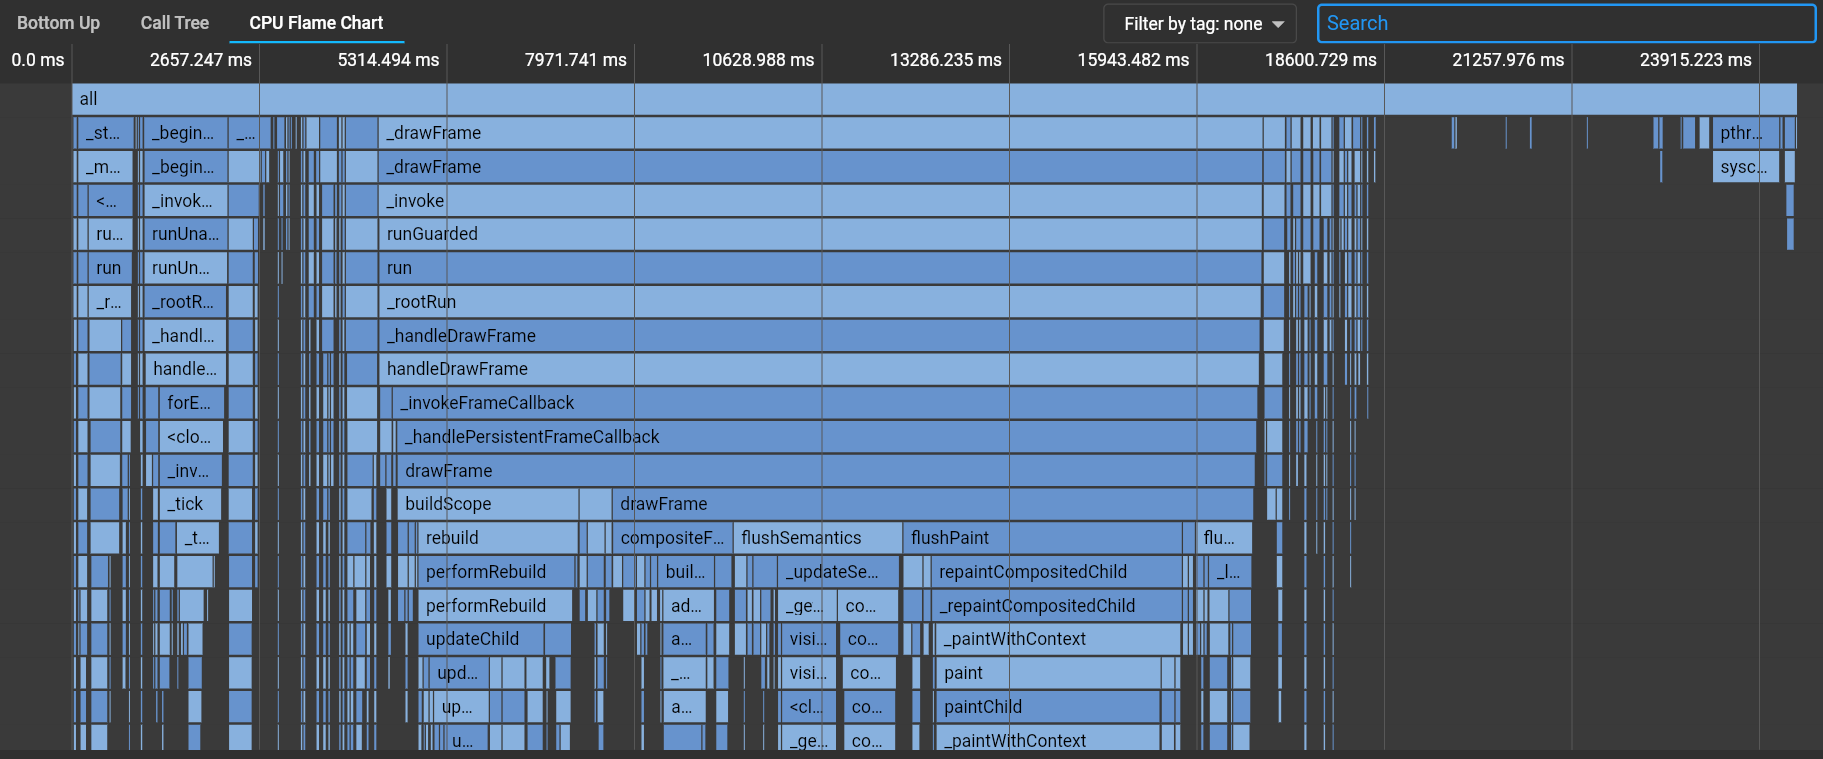 Bottom Up Call Tree CPU Flame Chart Filter by tag: none Search
0.0 ms 2657.247 ms 5314.494 ms 7971.741 ms 10628.988 ms 13286.235 ms 15943.482 ms 18600.729 ms 21257.976 ms 23915.223 ms
all
_st... _begin... _... _drawFrame pthr...
_m... _begin... _drawFrame sysc...
<... _invok... _invoke
ru... runUna... runGuarded
run runUn... run
_r... _rootR... _rootRun
_handl... _handleDrawFrame
handle... handleDrawFrame
forE... _invokeFrameCallback
<clo... _handlePersistentFrameCallback
_inv... drawFrame
_tick buildScope drawFrame
_t... rebuild compositeF... flushSemantics flushPaint flu...
performRebuild buil... _updateSe... repaintCompositedChild _l...
performRebuild ad... _ge... co... _repaintCompositedChild
updateChild a... visi... co... _paintWithContext
upd... _... visi... co... paint
up... a... <cl... co... paintChild
u... _ge... co... _paintWithContext